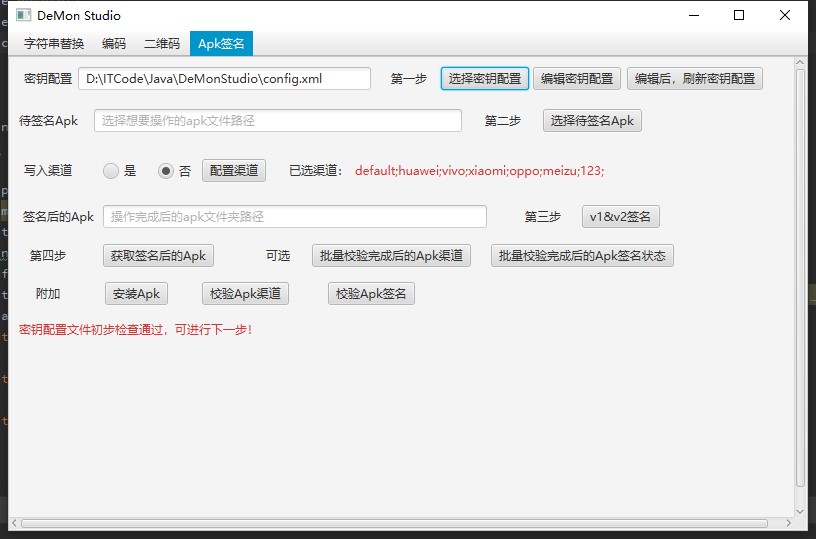 DeMon Studio
字符串替换 编码 二维码 Apk签名
密钥配置 D:\ITCode\Java\DeMonStudio\config.xml 第一步 选择密钥配置 编辑密钥配置 编辑后，刷新密钥配置
待签名Apk 选择想要操作的apk文件路径 第二步 选择待签名Apk
写入渠道 是 否 配置渠道 已选渠道： default;huawei;vivo;xiaomi;oppo;meizu;123;
签名后的Apk 操作完成后的apk文件夹路径 第三步 v1&v2签名
第四步 获取签名后的Apk 可选 批量校验完成后的Apk渠道 批量校验完成后的Apk签名状态
附加 安装Apk 校验Apk渠道 校验Apk签名
密钥配置文件初步检查通过，可进行下一步！